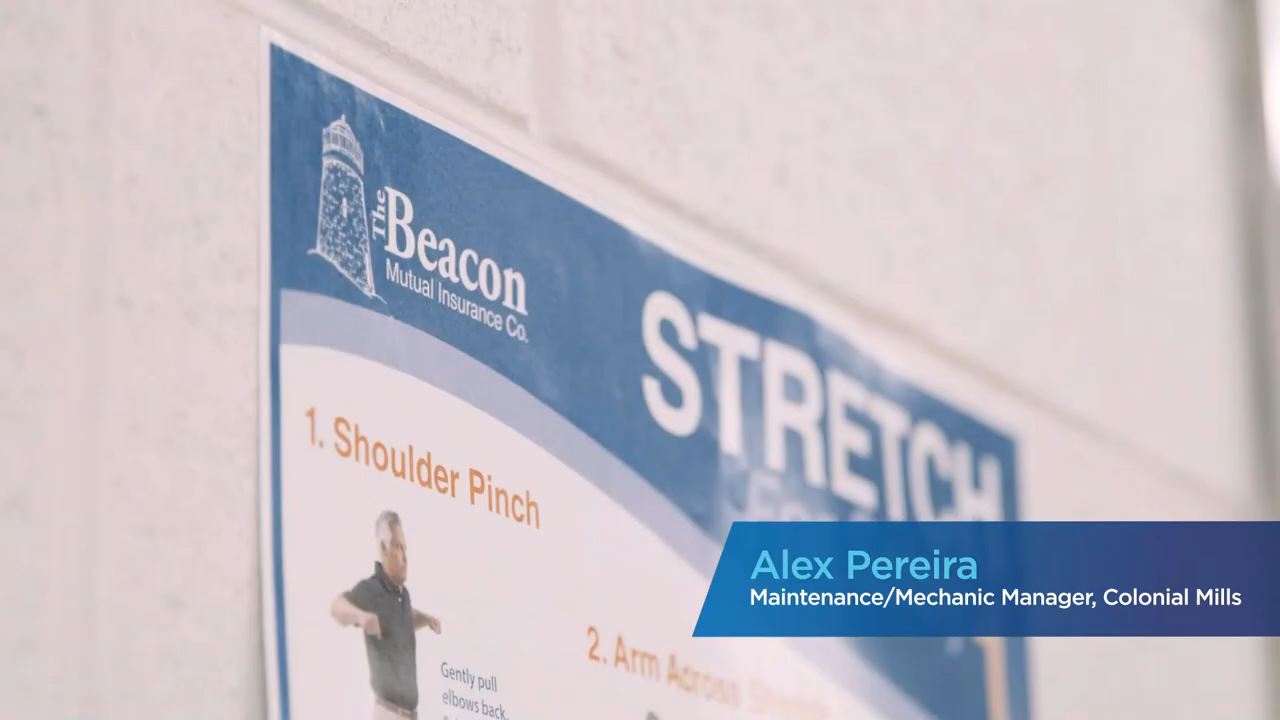 The
Beacon
Mutual Insurance Co.
STRETCH
1. Shoulder Pinch
Gently pull
elbows back.
2. Arm Across
Alex Pereira
Maintenance/Mechanic Manager, Colonial Mills